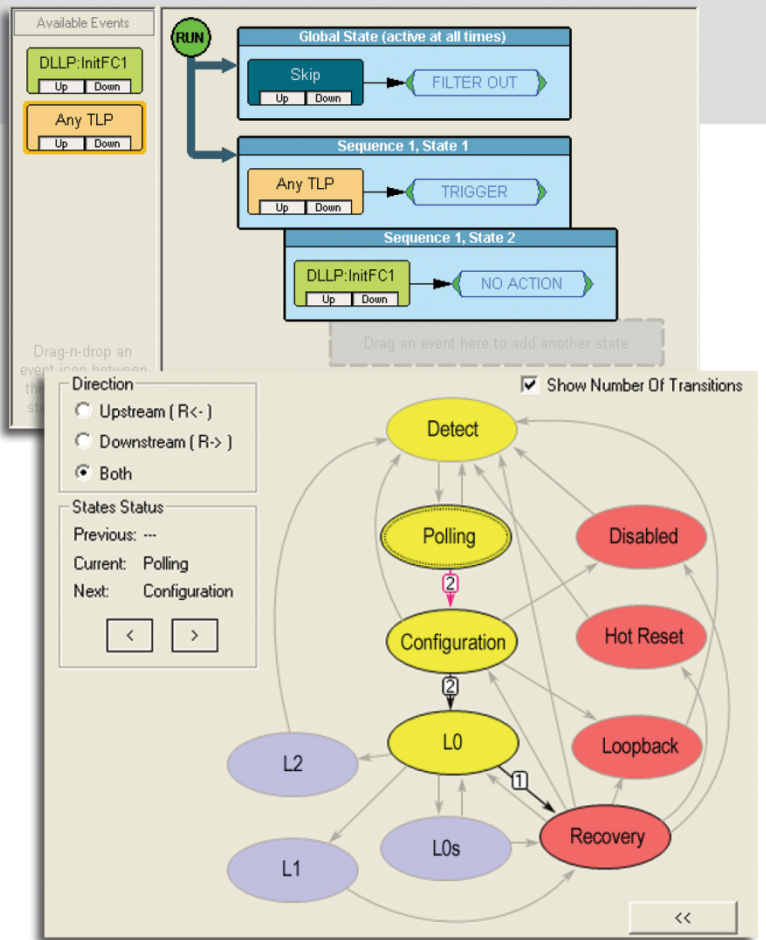 Available Events
DLLP:InitFC1
Up Down
Any TLP
Up Down
Drag-n-drop an
event icon between
RUN
Global State (active at all times)
Skip
Up Down
FILTER OUT
Sequence 1, State 1
Any TLP
Up Down
TRIGGER
Sequence 1, State 2
DLLP:InitFC1
Up Down
NO ACTION
Drag an event here to add another state
Direction
Upstream ( R<- )
Downstream ( R-> )
Both
States Status
Previous: ---
Current: Polling
Next: Configuration
< >
Show Number Of Transitions
Detect
Polling
Disabled
2
Configuration
Hot Reset
2
L0
Loopback
L2
1
L0s
Recovery
L1
<<